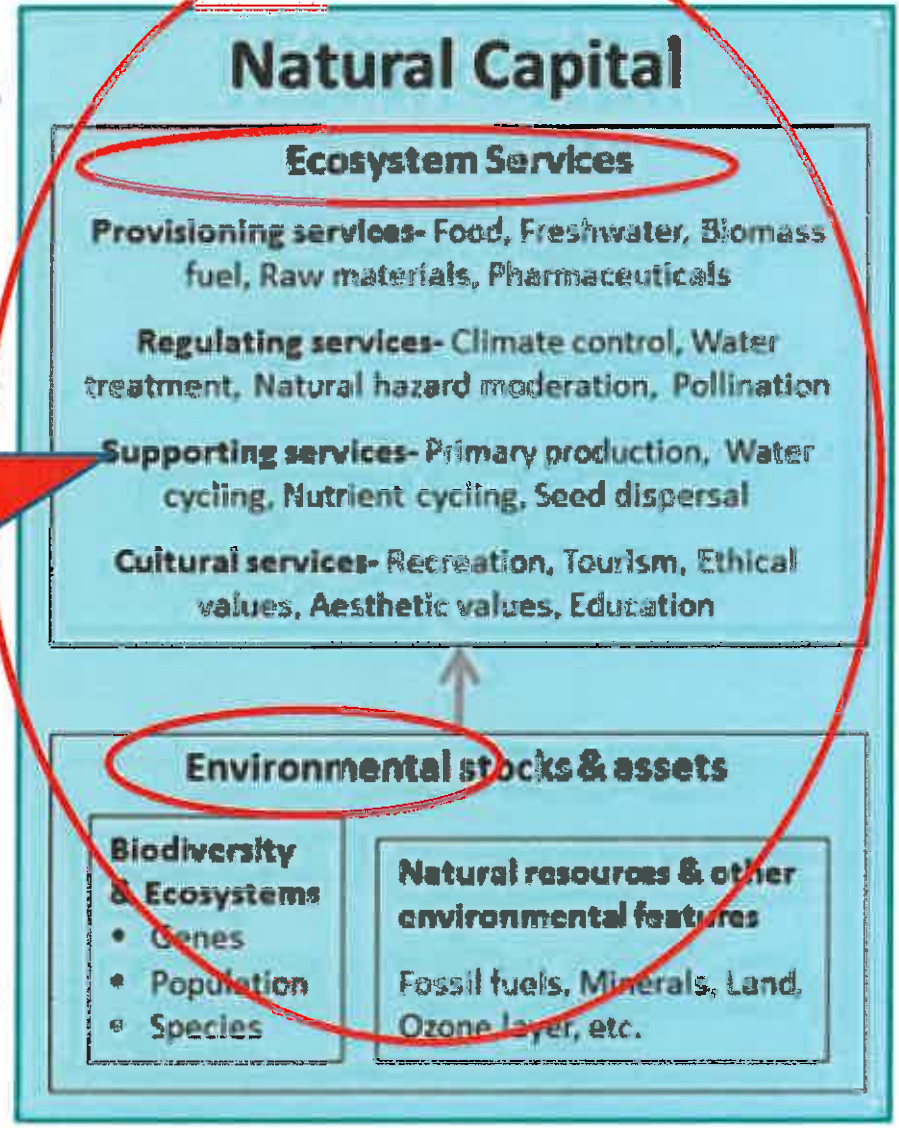 Natural Capital
Ecosystem Services
Provisioning services- Food, Freshwater, Biomass
fuel, Raw materials, Pharmaceuticals
Regulating services- Climate control, Water
treatment, Natural hazard moderation, Pollination
Supporting services- Primary production, Water
cycling, Nutrient cycling, Seed dispersal
Cultural services- Recreation, Tourism, Ethical
values, Aesthetic values, Education
Environmental stocks & assets
Biodiversity
& Ecosystems
• Genes
• Population
• Species
Natural resources & other
environmental features
Fossil fuels, Minerals, Land,
Ozone layer, etc.